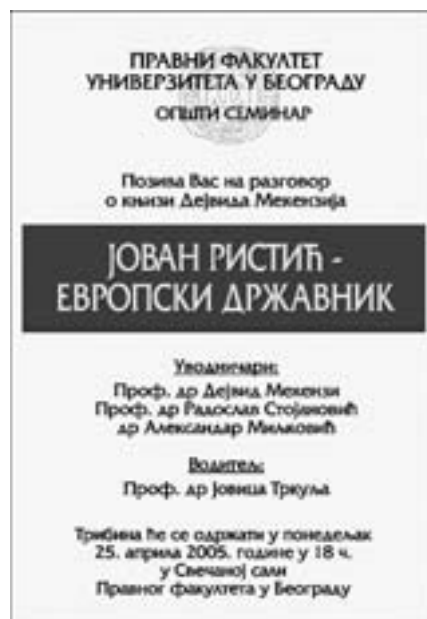 ПРАВНИ ФАКУЛТЕТ
УНИВЕРЗИТЕТА У БЕОГРАДУ
ОПШТИ СЕМИНАР
Позива Вас на разговор
о књизи Дејвида Мекензија
ЈОВАН РИСТИЋ -
ЕВРОПСКИ ДРЖАВНИК
Уводничари:
Проф. др Дејвид Мекензи
Проф. др Радослав Стојановић
др Александар Миљковић
Водитељ:
Проф. др Јовица Тркуља
Трибина ће се одржати у понедељак
25. априла 2005. године у 18 ч.
у Свечаној сали
Правног факултета у Београду